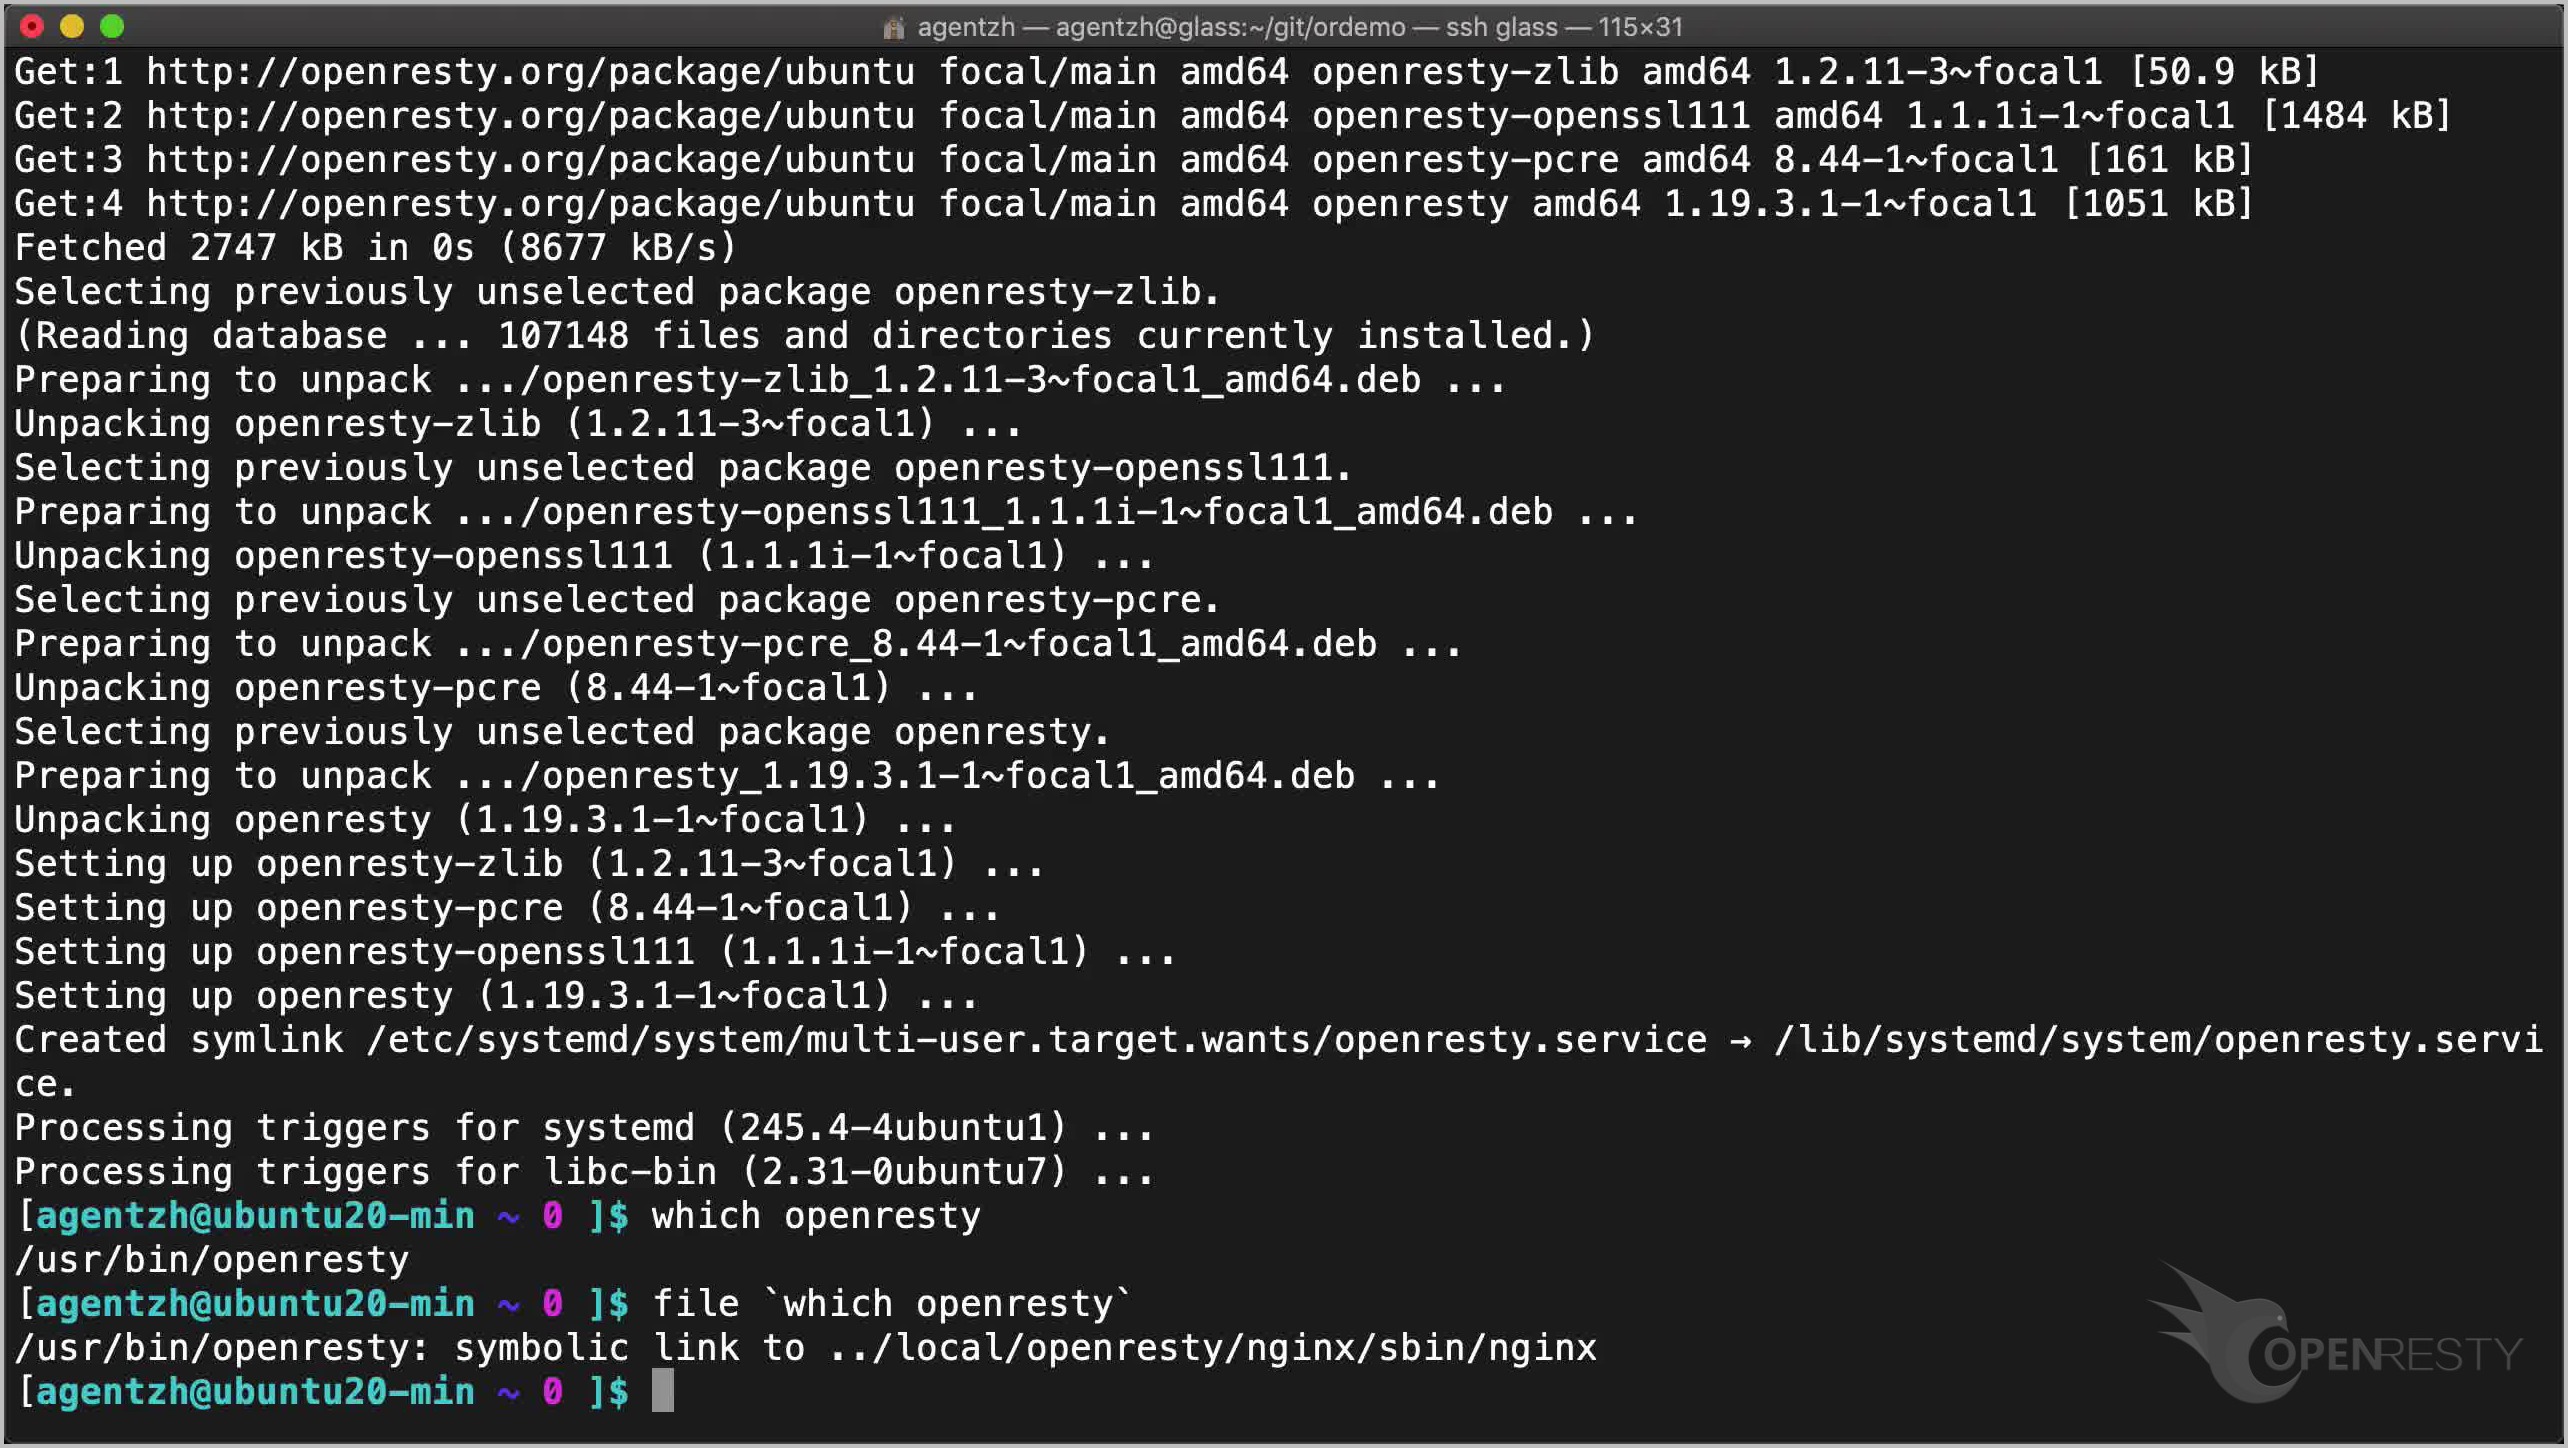 agentzh — agentzh@glass:~/git/ordemo — ssh glass — 115×31
Get:1 http://openresty.org/package/ubuntu focal/main amd64 openresty-zlib amd64 1.2.11-3~focal1 [50.9 kB]
Get:2 http://openresty.org/package/ubuntu focal/main amd64 openresty-openssl111 amd64 1.1.1i-1~focal1 [1484 kB]
Get:3 http://openresty.org/package/ubuntu focal/main amd64 openresty-pcre amd64 8.44-1~focal1 [161 kB]
Get:4 http://openresty.org/package/ubuntu focal/main amd64 openresty amd64 1.19.3.1-1~focal1 [1051 kB]
Fetched 2747 kB in 0s (8677 kB/s)
Selecting previously unselected package openresty-zlib.
(Reading database ... 107148 files and directories currently installed.)
Preparing to unpack .../openresty-zlib_1.2.11-3~focal1_amd64.deb ...
Unpacking openresty-zlib (1.2.11-3~focal1) ...
Selecting previously unselected package openresty-openssl111.
Preparing to unpack .../openresty-openssl111_1.1.1i-1~focal1_amd64.deb ...
Unpacking openresty-openssl111 (1.1.1i-1~focal1) ...
Selecting previously unselected package openresty-pcre.
Preparing to unpack .../openresty-pcre_8.44-1~focal1_amd64.deb ...
Unpacking openresty-pcre (8.44-1~focal1) ...
Selecting previously unselected package openresty.
Preparing to unpack .../openresty_1.19.3.1-1~focal1_amd64.deb ...
Unpacking openresty (1.19.3.1-1~focal1) ...
Setting up openresty-zlib (1.2.11-3~focal1) ...
Setting up openresty-pcre (8.44-1~focal1) ...
Setting up openresty-openssl111 (1.1.1i-1~focal1) ...
Setting up openresty (1.19.3.1-1~focal1) ...
Created symlink /etc/systemd/system/multi-user.target.wants/openresty.service → /lib/systemd/system/openresty.servi
ce.
Processing triggers for systemd (245.4-4ubuntu1) ...
Processing triggers for libc-bin (2.31-0ubuntu7) ...
[agentzh@ubuntu20-min ~ 0 ]$ which openresty
/usr/bin/openresty
[agentzh@ubuntu20-min ~ 0 ]$ file `which openresty`
/usr/bin/openresty: symbolic link to ../local/openresty/nginx/sbin/nginx
[agentzh@ubuntu20-min ~ 0 ]$
OPENRESTY